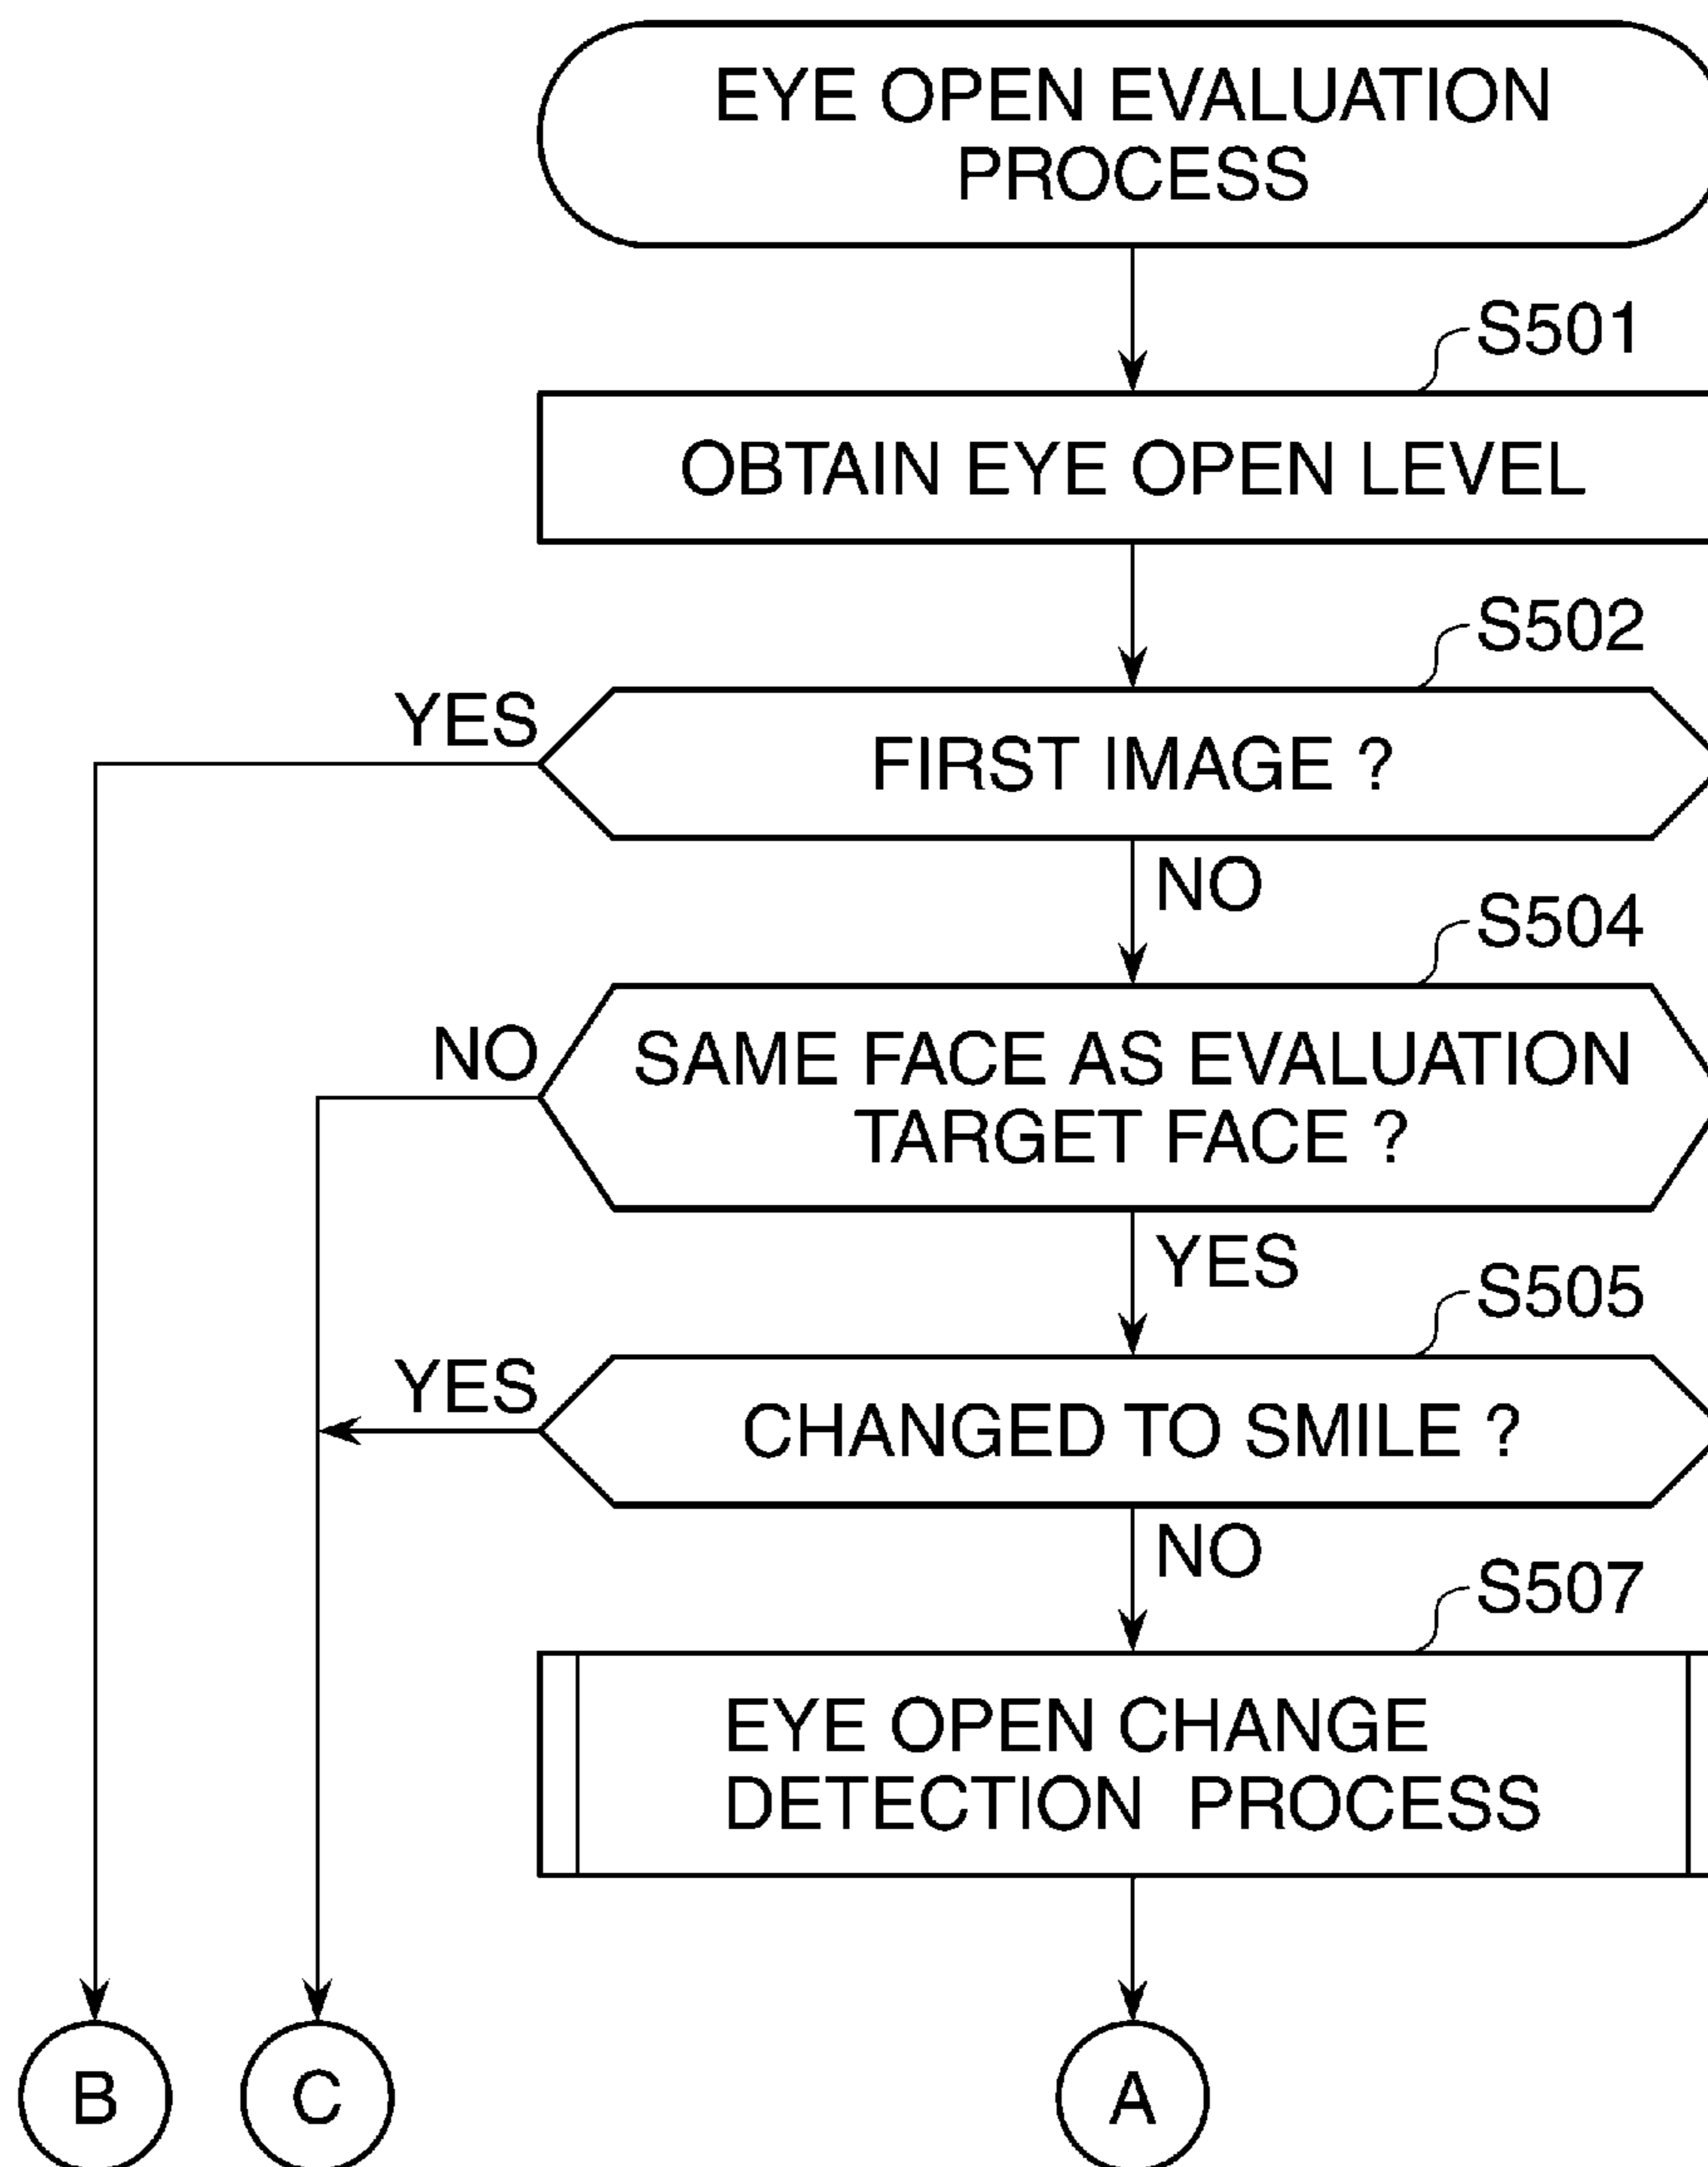 EYE OPEN EVALUATION
PROCESS
S501
OBTAIN EYE OPEN LEVEL
S502
YES
FIRST IMAGE ?
NO
S504
NO
SAME FACE AS EVALUATION
TARGET FACE ?
YES
S505
YES
CHANGED TO SMILE ?
NO
S507
EYE OPEN CHANGE
DETECTION PROCESS
B
C
A